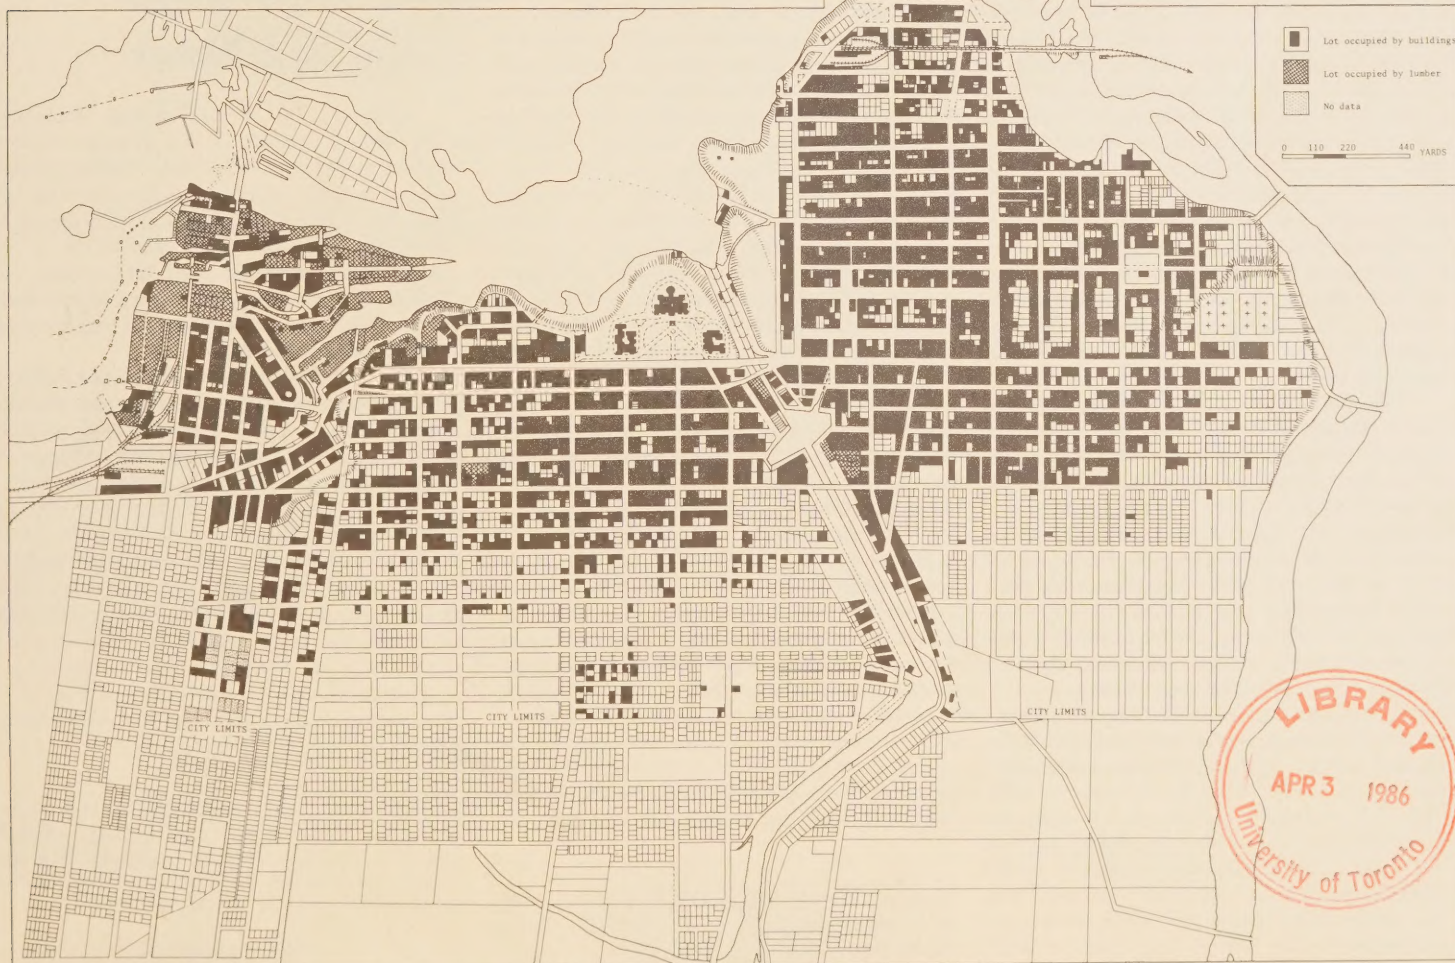 Lot occupied by buildings
Lot occupied by lumber
No data
0 110 220 440 YARDS
CITY LIMITS
CITY LIMITS
CITY LIMITS
LIBRARY
APR 3 1986
University of Toronto